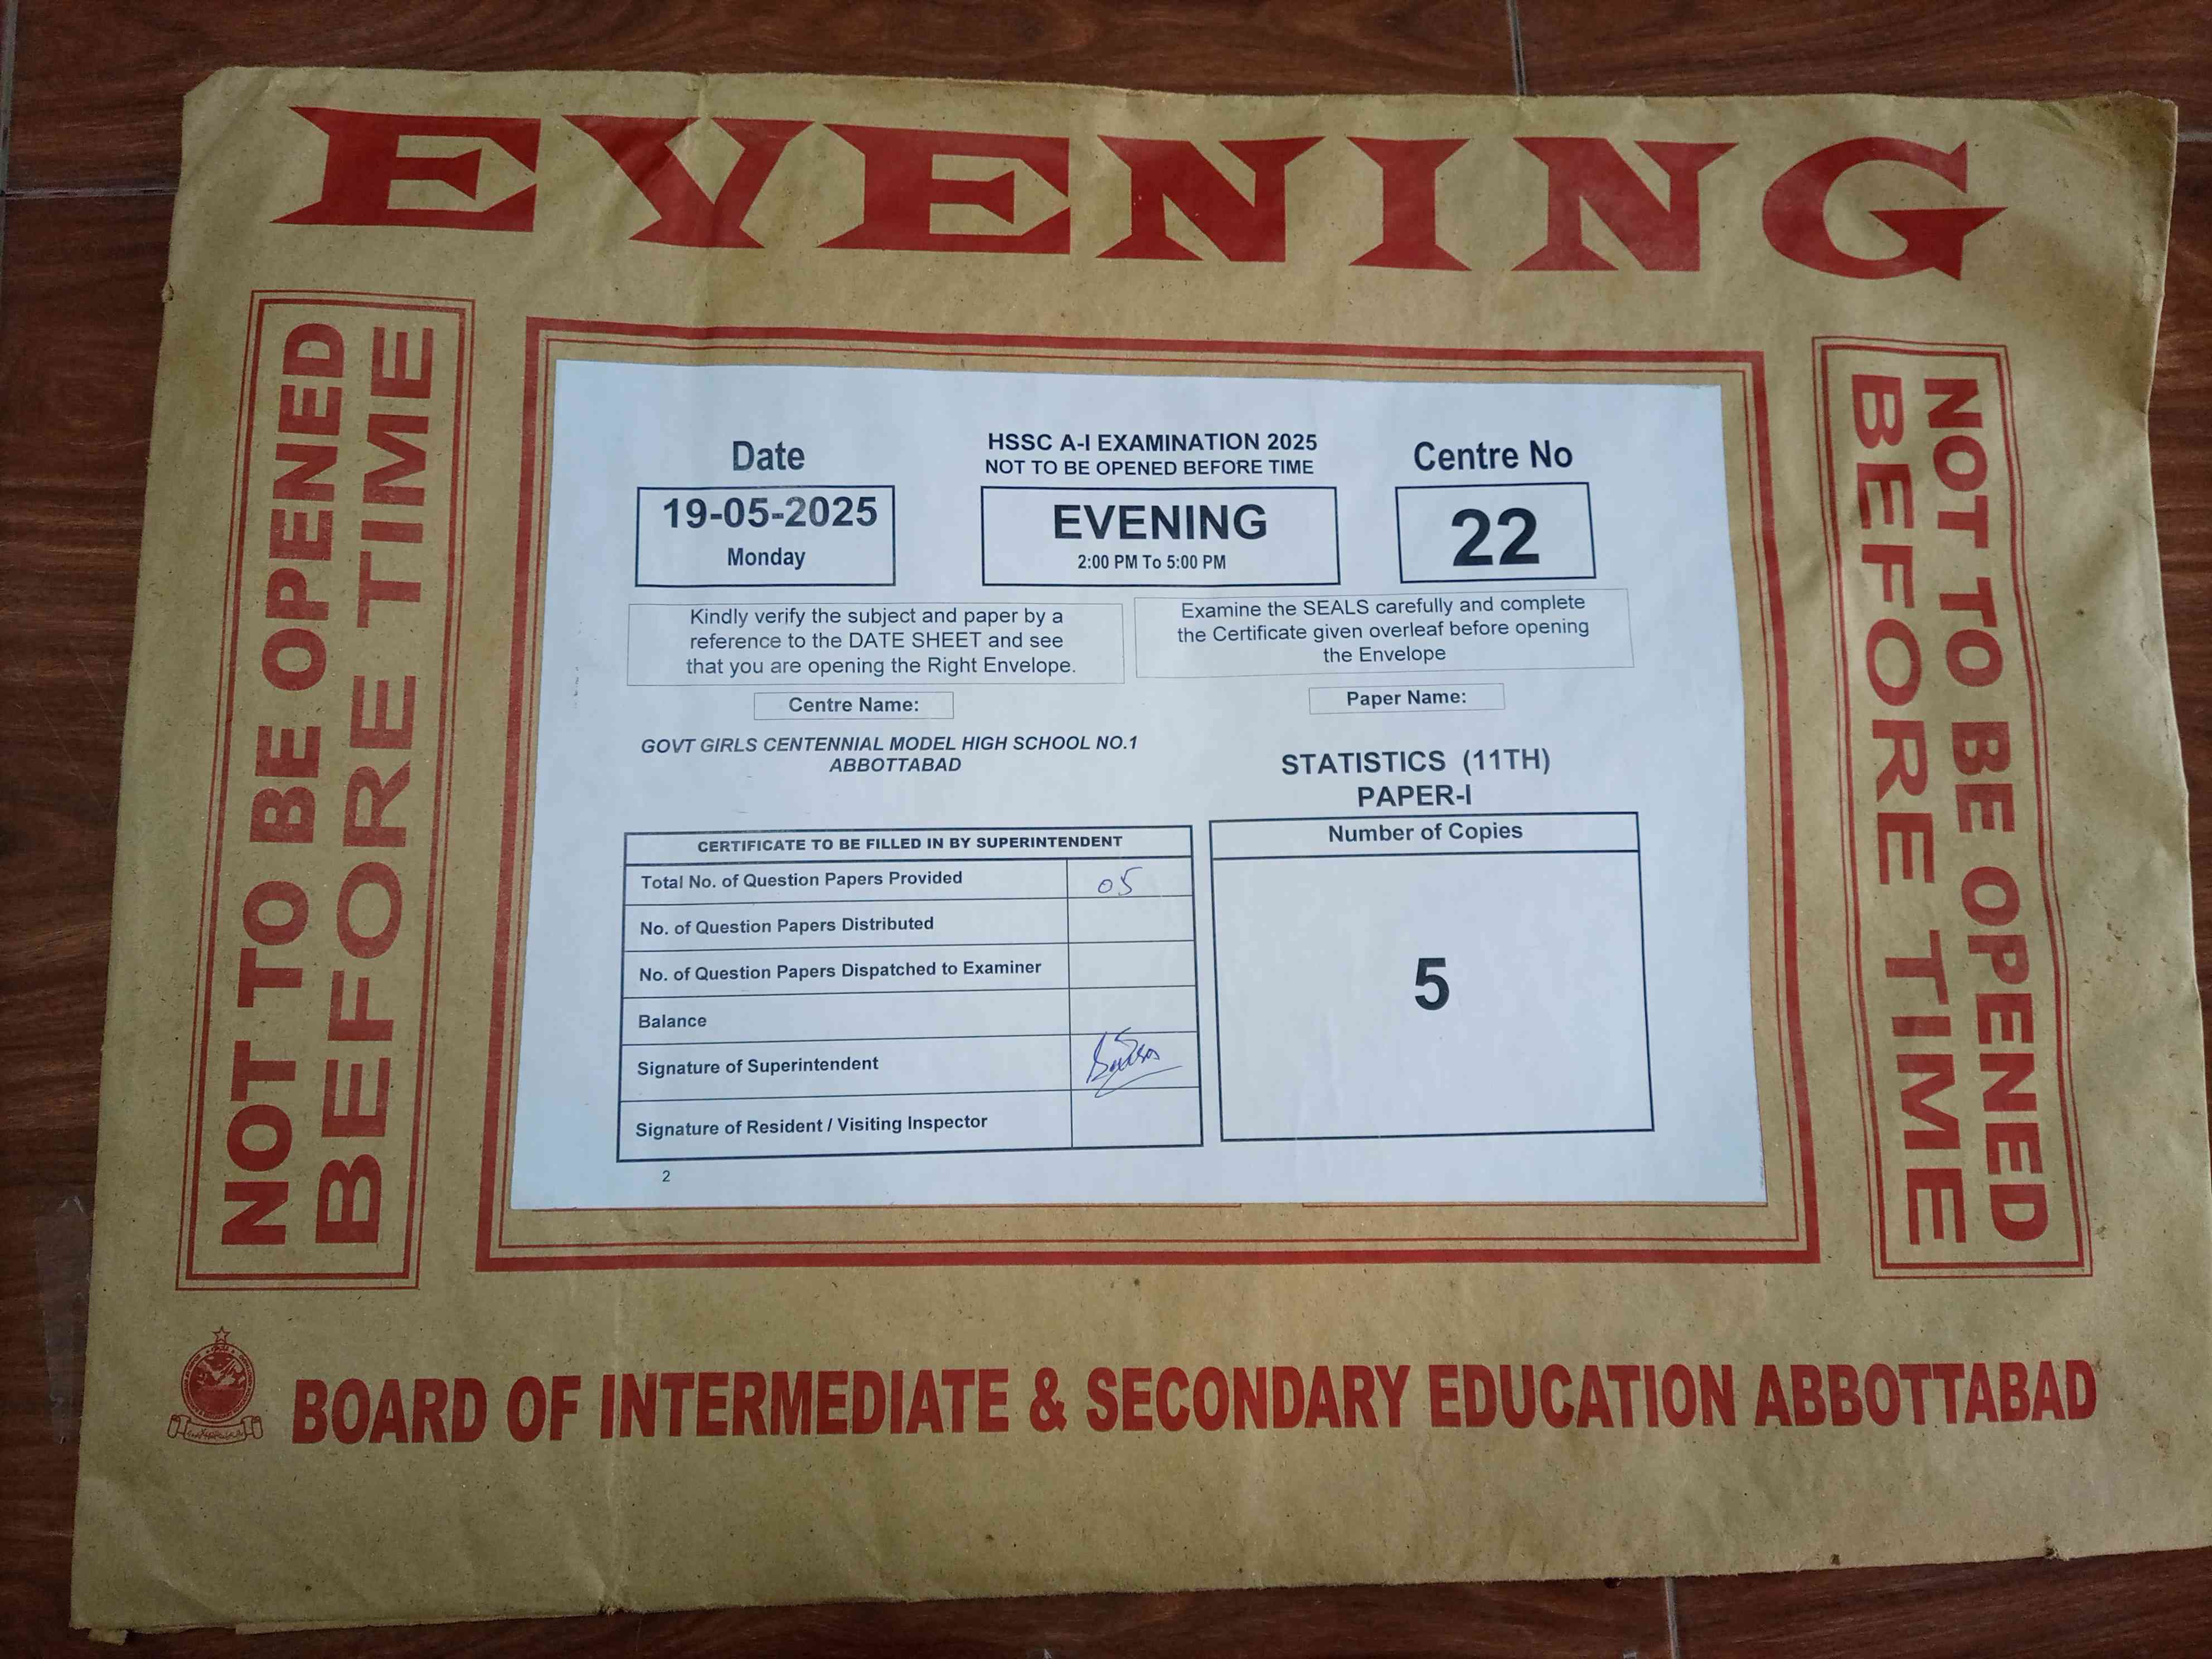 EVENING
NOT TO BE OPENED
BEFORE TIME
Date
19-05-2025
Monday
HSSC A-I EXAMINATION 2025
NOT TO BE OPENED BEFORE TIME
EVENING
2:00 PM To 5:00 PM
Centre No
22
Kindly verify the subject and paper by a
reference to the DATE SHEET and see
that you are opening the Right Envelope.
Examine the SEALS carefully and complete
the Certificate given overleaf before opening
the Envelope
Centre Name:
GOVT GIRLS CENTENNIAL MODEL HIGH SCHOOL NO.1
ABBOTTABAD
Paper Name:
STATISTICS (11TH)
PAPER-I
CERTIFICATE TO BE FILLED IN BY SUPERINTENDENT
Total No. of Question Papers Provided 05
No. of Question Papers Distributed
No. of Question Papers Dispatched to Examiner
Balance
Signature of Superintendent
Signature of Resident / Visiting Inspector
Number of Copies
5
2
NOT TO BE OPENED
BEFORE TIME
BOARD OF INTERMEDIATE & SECONDARY EDUCATION ABBOTTABAD